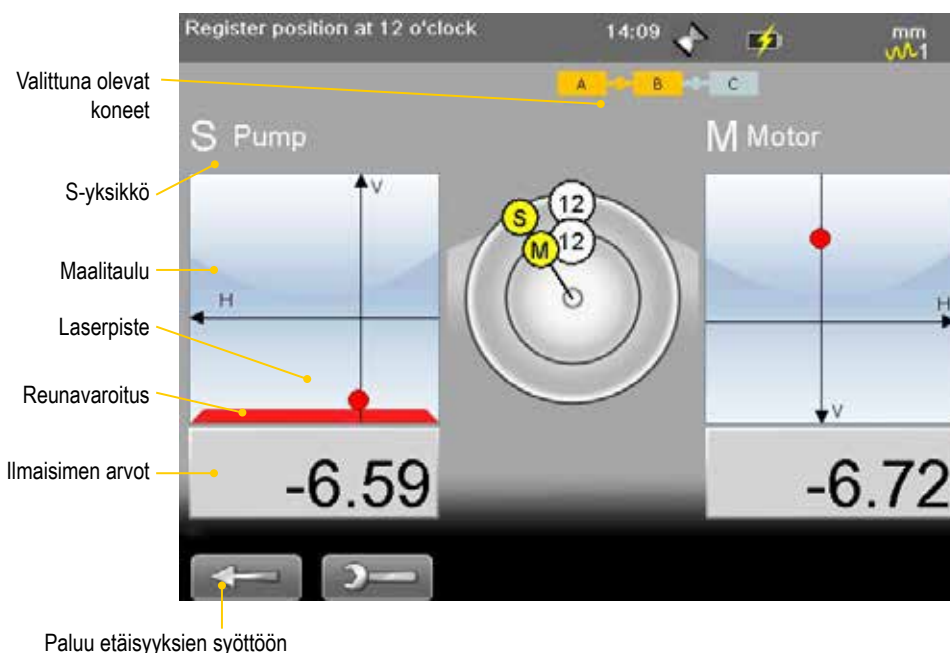 Register position at 12 o'clock 14:09 mm
1
Valittuna olevat
koneet
A B C
S Pump M Motor
S-yksikkö
V
12
S
M 12
Maalitaulu
H H
Laserpiste
Reunavaroitus
V
Ilmaisimen arvot
-6.59 -6.72
Paluu etäisyyksien syöttöön